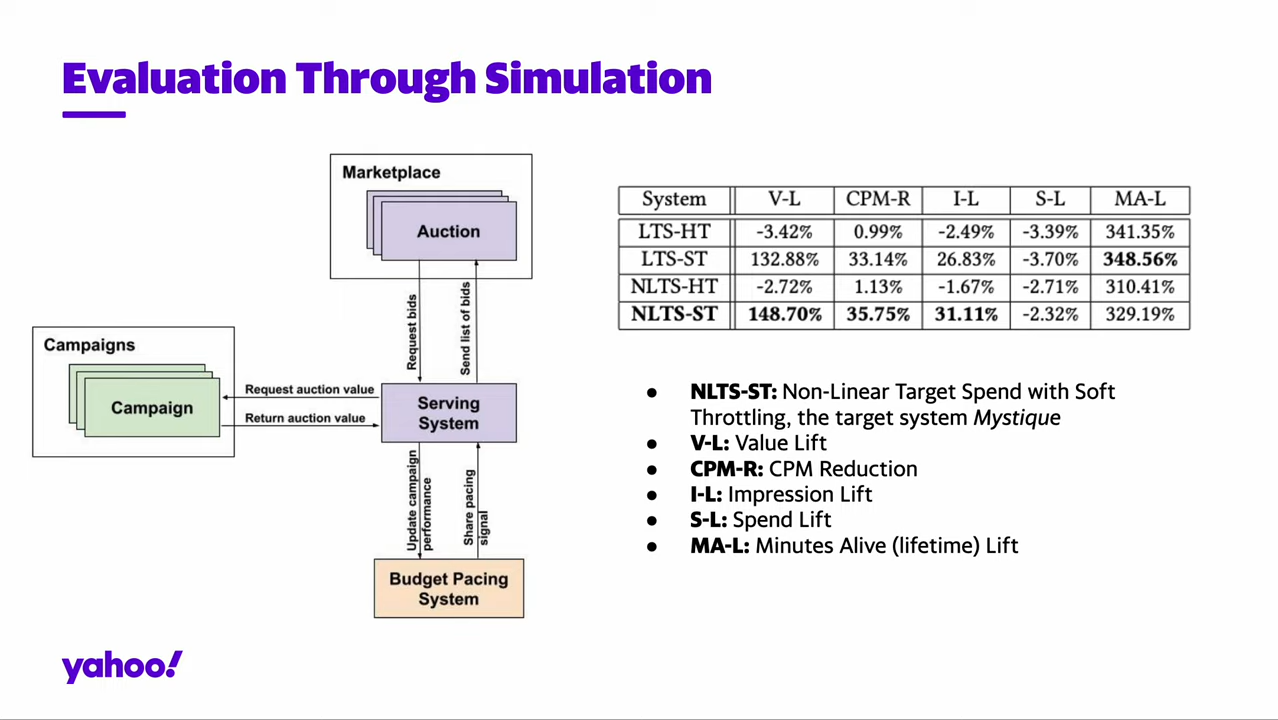 Evaluation Through Simulation
Marketplace
Auction
Request bids
Send list of bids
Campaigns
Campaign
Request auction value
Return auction value
Serving
System
Update campaign
performance
Share pacing
signal
Budget Pacing
System
System V-L CPM-R I-L S-L MA-L
LTS-HT -3.42% 0.99% -2.49% -3.39% 341.35%
LTS-ST 132.88% 33.14% 26.83% -3.70% 348.56%
NLTS-HT -2.72% 1.13% -1.67% -2.71% 310.41%
NLTS-ST 148.70% 35.75% 31.11% -2.32% 329.19%
● NLTS-ST: Non-Linear Target Spend with Soft
Throttling, the target system Mystique
● V-L: Value Lift
● CPM-R: CPM Reduction
● I-L: Impression Lift
● S-L: Spend Lift
● MA-L: Minutes Alive (lifetime) Lift
yahoo!